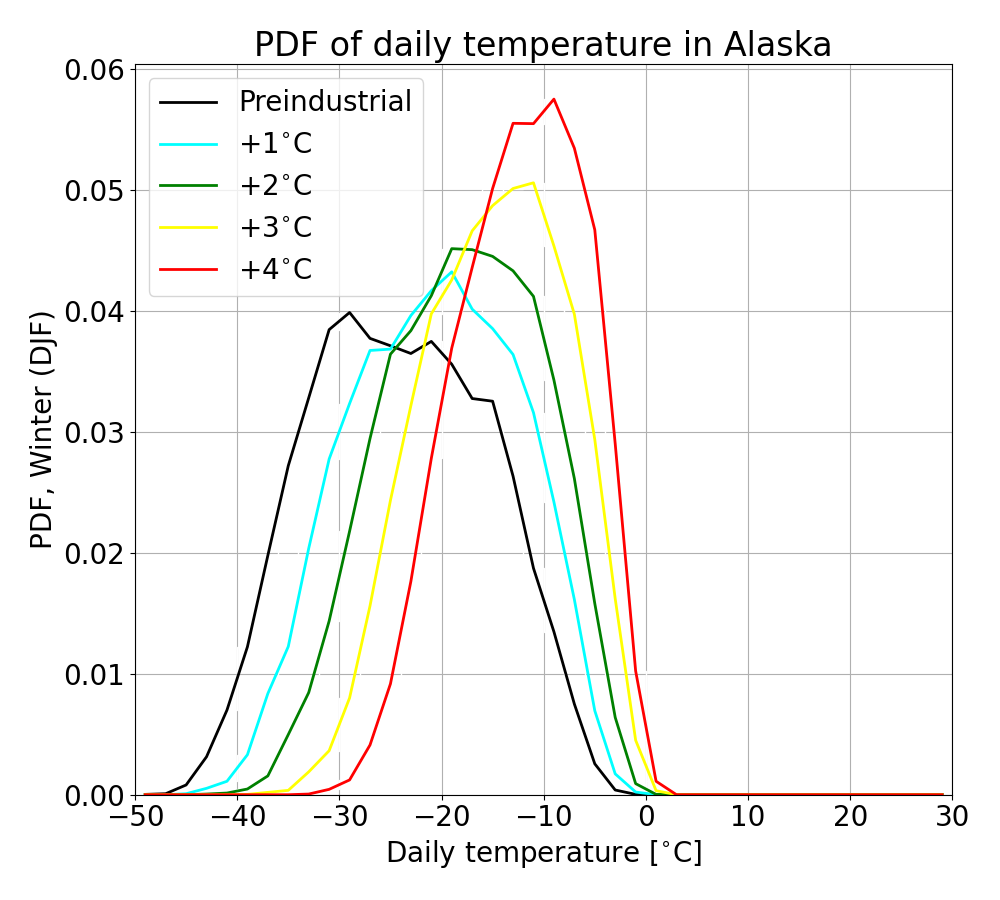 PDF of daily temperature in Alaska
PDF, Winter (DJF)
0.06
0.05
0.04
0.03
0.02
0.01
0.00
Preindustrial
+1°C
+2°C
+3°C
+4°C
−50 −40 −30 −20 −10 0 10 20 30
Daily temperature [°C]